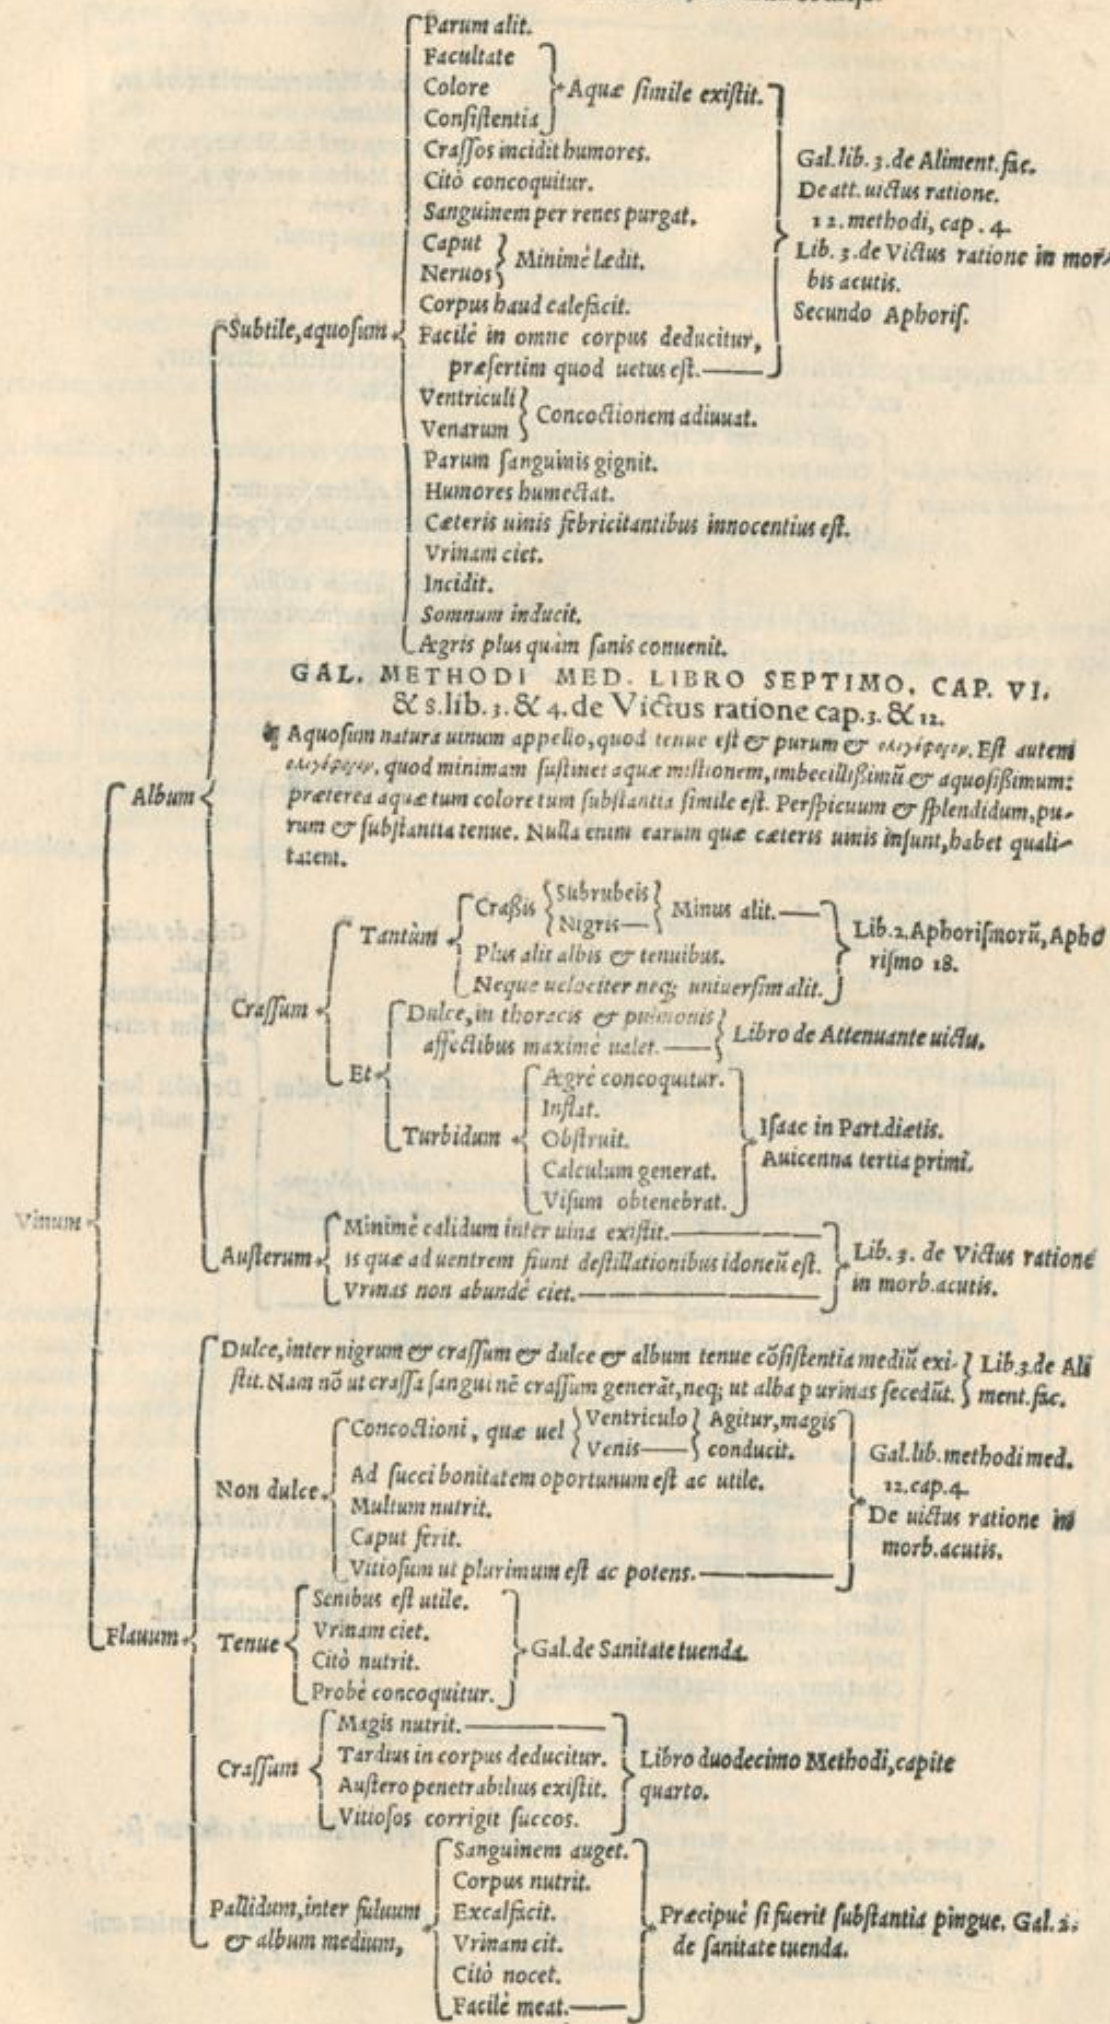 Parum alit.
Facultate
Colore
Consistentia
Aquæ simile existit.
Crassos incidit humores.
Citò concoquitur.
Sanguinem per renes purgat.
Caput
Neruos
Minimè lædit.
Corpus haud calefacit.
Subtile, aquosum
Facilè in omne corpus deducitur,
præsertim quod uetus est.
Gal. lib. 3. de Aliment. fac.
De att. uictus ratione.
12. methodi, cap. 4.
Lib. 3. de Victus ratione in mor-
bis acutis.
Secundo Aphoris.
Ventriculi
Venarum
Concoctionem adiuuat.
Parum sanguinis gignit.
Humores humectat.
Cæteris uinis febricitantibus innocentius est.
Vrinam ciet.
Incidit.
Somnum inducit.
Ægris plus quàm sanis conuenit.
GAL. METHODI MED. LIBRO SEPTIMO. CAP. VI.
& 8. lib. 3. & 4. de Victus ratione cap. 3. & 12.
Aquosum natura uinum appello, quod tenue est & purum & ὀλιγόφορον. Est autem
ὀλιγόφορον, quod minimam sustinet aquæ mistionem, imbecillißimũ & aquosißimum:
præterea aquæ tum colore tum substantia simile est. Perspicuum & splendidum, pu-
rum & substantia tenue. Nulla enim earum quæ cæteris uinis insunt, habet quali-
tatem.
Album
Craßis
Subrubeis
Nigris
Minus alit.
Tantùm
Plus alit albis & tenuibus.
Neque uelociter neq; uniuersim alit.
Lib. 2. Aphorismorũ, Apho
rismo 18.
Crassum
Dulce, in thoracis & pulmonis
affectibus maximè ualet.
Libro de Attenuante uictu.
Et
Ægrè concoquitur.
Inflat.
Turbidum
Obstruit.
Calculum generat.
Visum obtenebrat.
Isaac in Part. diætis.
Auicenna tertia primi.
Vinum
Minimè calidum inter uina existit.
Austerum
Is quæ ad uentrem fiunt destillationibus idoneũ est.
Vrinas non abundè ciet.
Lib. 3. de Victus ratione
in morb. acutis.
Dulce, inter nigrum & crassum & dulce & album tenue cõsistentia mediũ exi-
stit. Nam nõ ut crassa sanguinẽ crassum generãt, neq; ut alba p urinas secedũt.
Lib. 3. de Ali
ment. fac.
Concoctioni, quæ uel
Ventriculo
Venis
Agitur, magis
conducit.
Non dulce.
Ad succi bonitatem oportunum est ac utile.
Multum nutrit.
Caput ferit.
Vitiosum ut plurimum est ac potens.
Gal. lib. methodi med.
12. cap. 4.
De uictus ratione in
morb. acutis.
Flauum
Tenue
Senibus est utile.
Vrinam ciet.
Citò nutrit.
Probè concoquitur.
Gal. de Sanitate tuenda.
Crassum
Magis nutrit.
Tardius in corpus deducitur.
Austero penetrabilius existit.
Vitiosos corrigit succos.
Libro duodecimo Methodi, capite
quarto.
Pallidum, inter fuluum
& album medium,
Sanguinem auget.
Corpus nutrit.
Excalfacit.
Vrinam cit.
Citò nocet.
Facilè meat.
Præcipuè si fuerit substantia pingue. Gal. 2.
de sanitate tuenda.